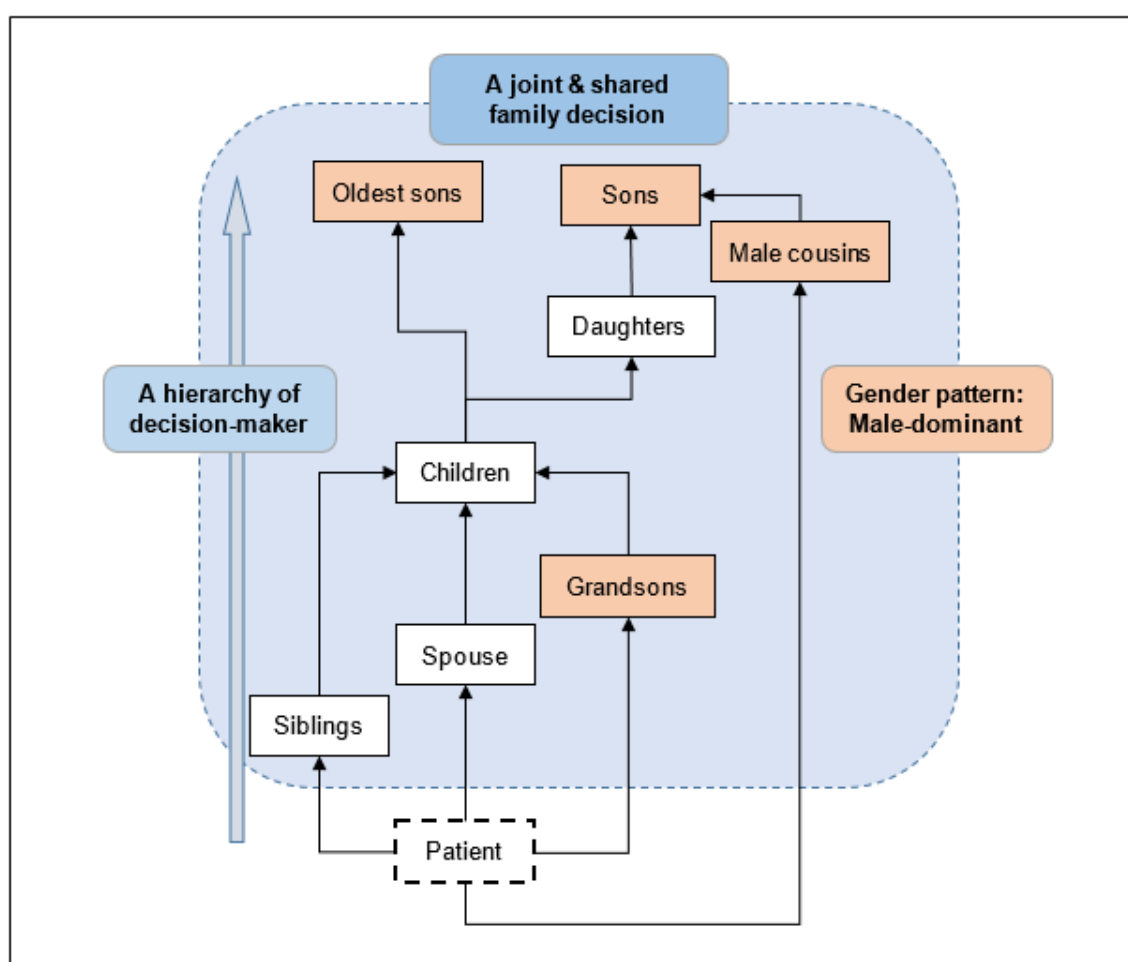 A joint & shared
family decision
Oldest sons
Sons
Male cousins
Daughters
A hierarchy of
decision-maker
Gender pattern:
Male-dominant
Children
Grandsons
Spouse
Siblings
Patient